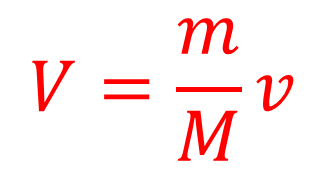 V = m/M v